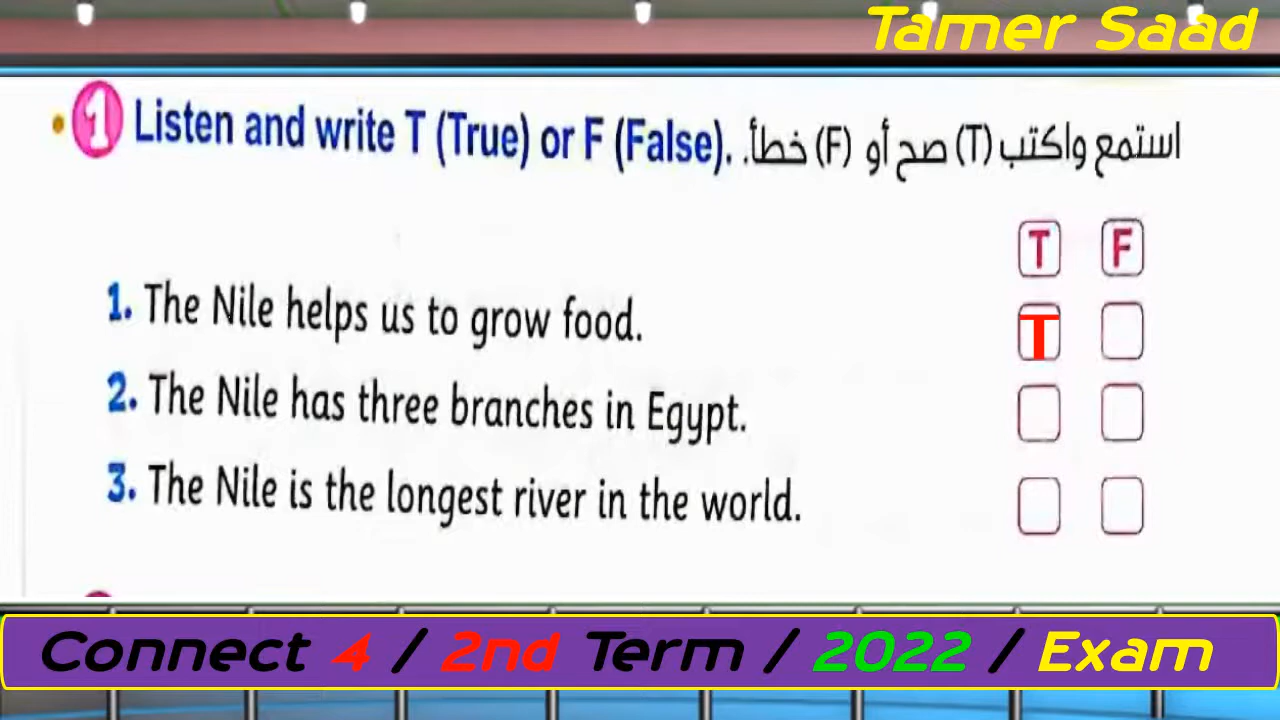 Tamer Saad
1 Listen and write T (True) or F (False). استمع واكتب (T) صح أو (F) خطأ.
T F
1. The Nile helps us to grow food. T
2. The Nile has three branches in Egypt.
3. The Nile is the longest river in the world.
Connect 4 / 2nd Term / 2022 / Exam